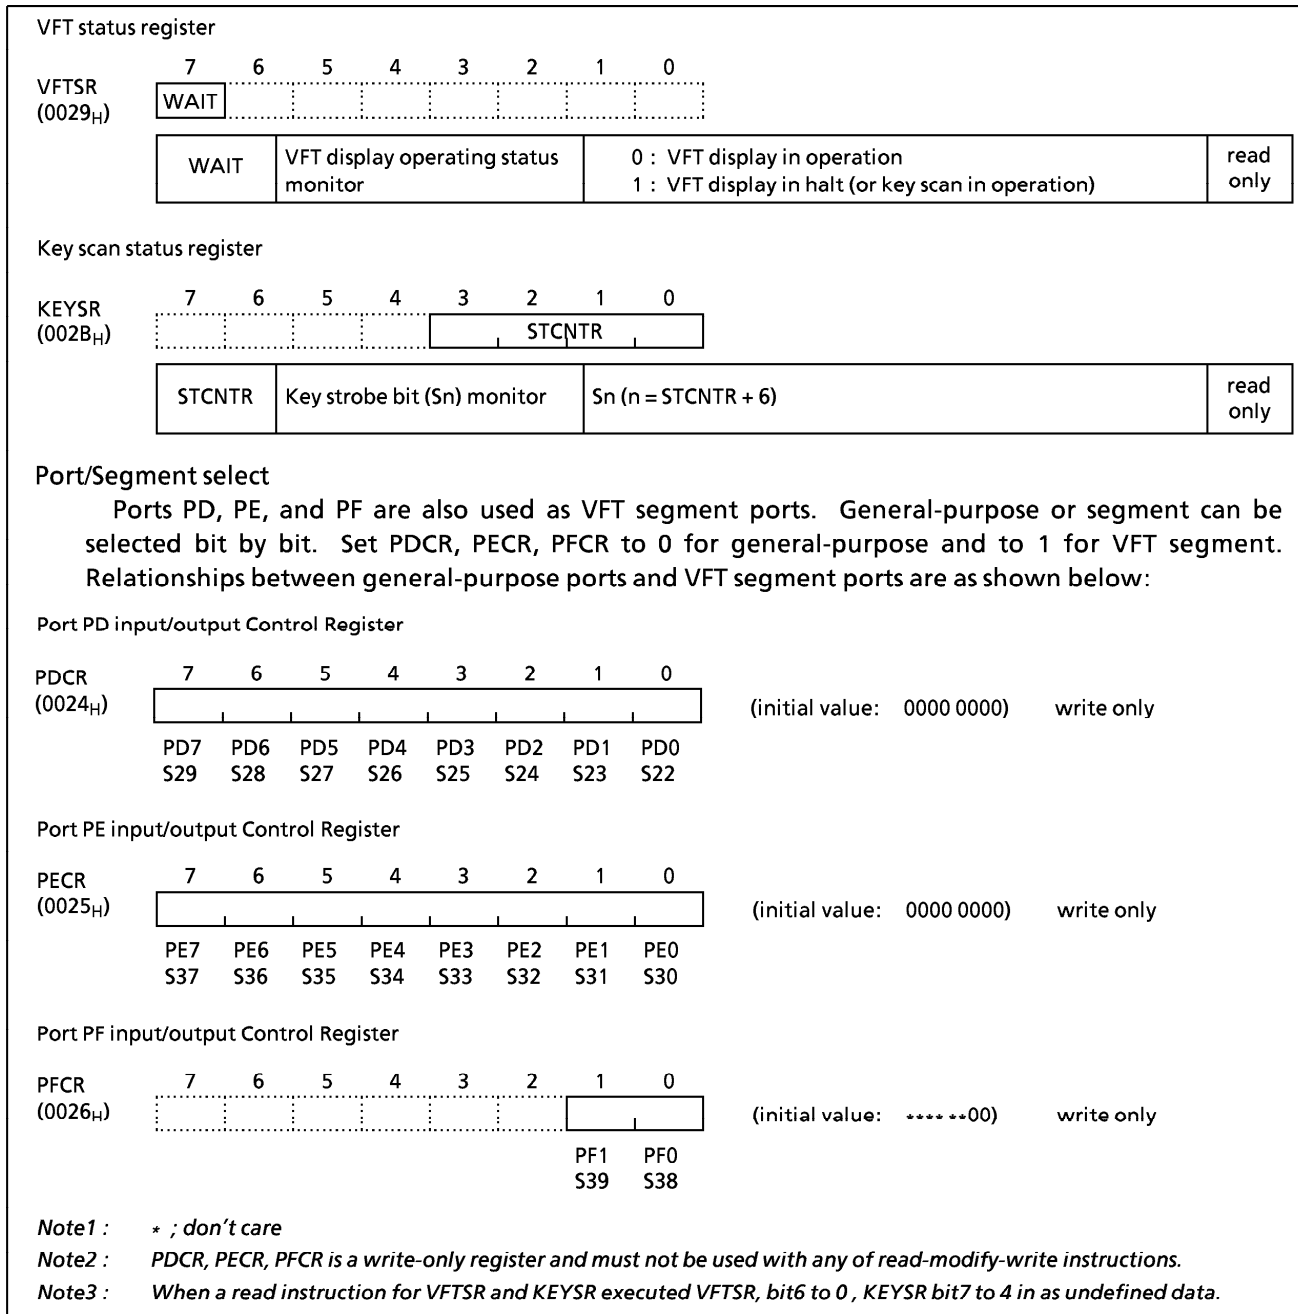 VFT status register
7 6 5 4 3 2 1 0
VFTSR
(0029H)
WAIT
WAIT VFT display operating status monitor 0 : VFT display in operation read only
1 : VFT display in halt (or key scan in operation)
Key scan status register
7 6 5 4 3 2 1 0
KEYSR
(002BH)
STCNTR
STCNTR Key strobe bit (Sn) monitor Sn (n = STCNTR + 6) read only
Port/Segment select
Ports PD, PE, and PF are also used as VFT segment ports. General-purpose or segment can be
selected bit by bit. Set PDCR, PECR, PFCR to 0 for general-purpose and to 1 for VFT segment.
Relationships between general-purpose ports and VFT segment ports are as shown below:
Port PD input/output Control Register
7 6 5 4 3 2 1 0
PDCR
(0024H) (initial value: 0000 0000) write only
PD7 PD6 PD5 PD4 PD3 PD2 PD1 PD0
S29 S28 S27 S26 S25 S24 S23 S22
Port PE input/output Control Register
7 6 5 4 3 2 1 0
PECR
(0025H) (initial value: 0000 0000) write only
PE7 PE6 PE5 PE4 PE3 PE2 PE1 PE0
S37 S36 S35 S34 S33 S32 S31 S30
Port PF input/output Control Register
7 6 5 4 3 2 1 0
PFCR
(0026H) (initial value: **** **00) write only
PF1 PF0
S39 S38
Note1 : * ; don't care
Note2 : PDCR, PECR, PFCR is a write-only register and must not be used with any of read-modify-write instructions.
Note3 : When a read instruction for VFTSR and KEYSR executed VFTSR, bit6 to 0 , KEYSR bit7 to 4 in as undefined data.